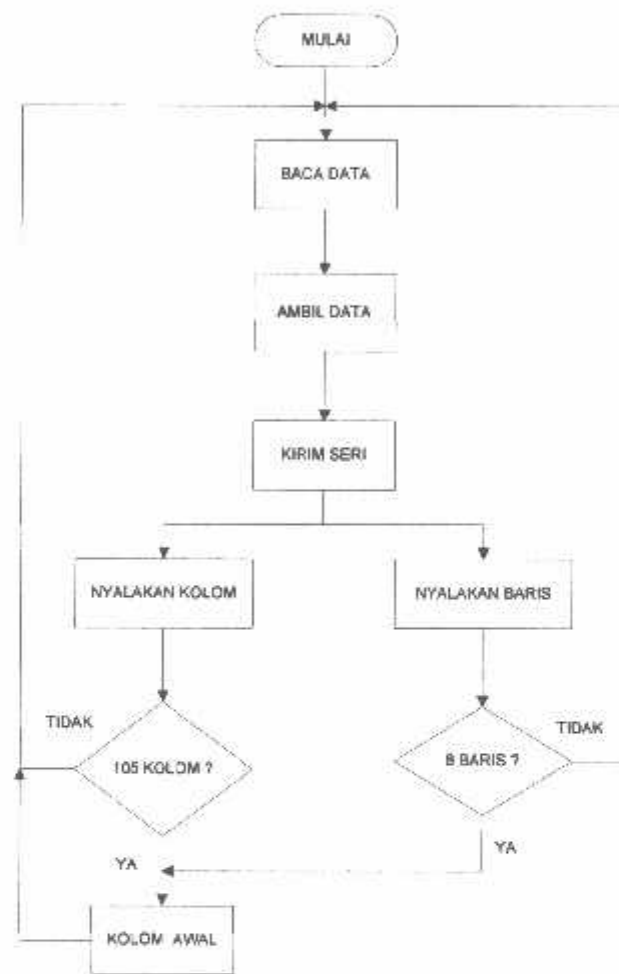 MULAI
BACA DATA
AMBIL DATA
KIRIM SERI
NYALAKAN KOLOM
NYALAKAN BARIS
TIDAK
TIDAK
105 KOLOM ?
8 BARIS ?
YA
YA
KOLOM AWAL